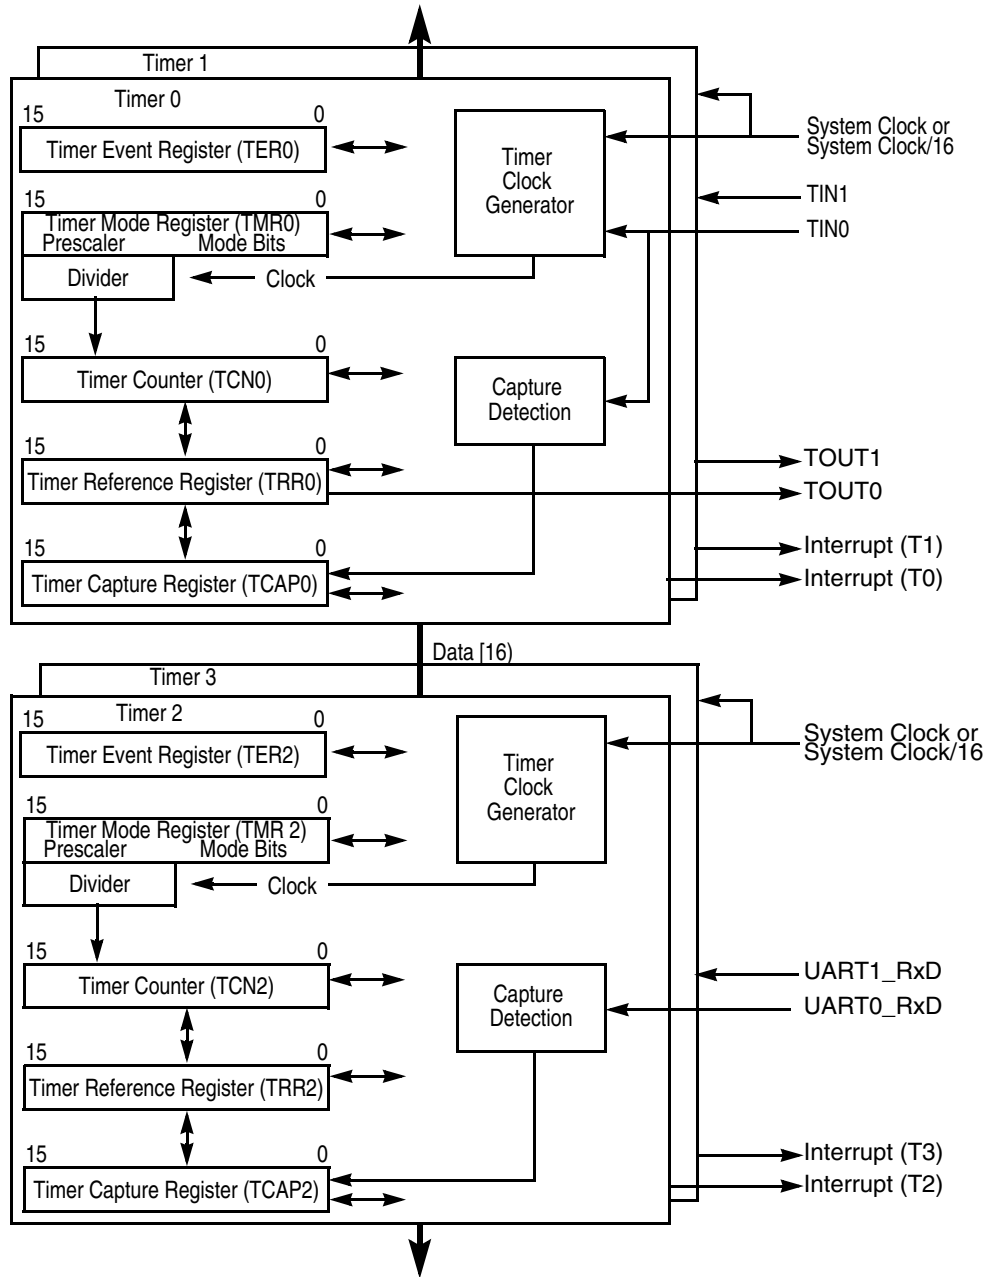 Timer 1
Timer 0
15 0
Timer Event Register (TER0)
Timer
Clock
Generator
System Clock or
System Clock/16
TIN1
TIN0
15 0
Timer Mode Register (TMR0)
Prescaler Mode Bits
Divider
Clock
15 0
Timer Counter (TCN0)
Capture
Detection
15 0
Timer Reference Register (TRR0)
TOUT1
TOUT0
15 0
Timer Capture Register (TCAP0)
Interrupt (T1)
Interrupt (T0)
Data [16)
Timer 3
Timer 2
15 0
Timer Event Register (TER2)
Timer
Clock
Generator
System Clock or
System Clock/16
15 0
Timer Mode Register (TMR 2)
Prescaler Mode Bits
Divider
Clock
15 0
Timer Counter (TCN2)
Capture
Detection
UART1_RxD
UART0_RxD
15 0
Timer Reference Register (TRR2)
15 0
Timer Capture Register (TCAP2)
Interrupt (T3)
Interrupt (T2)